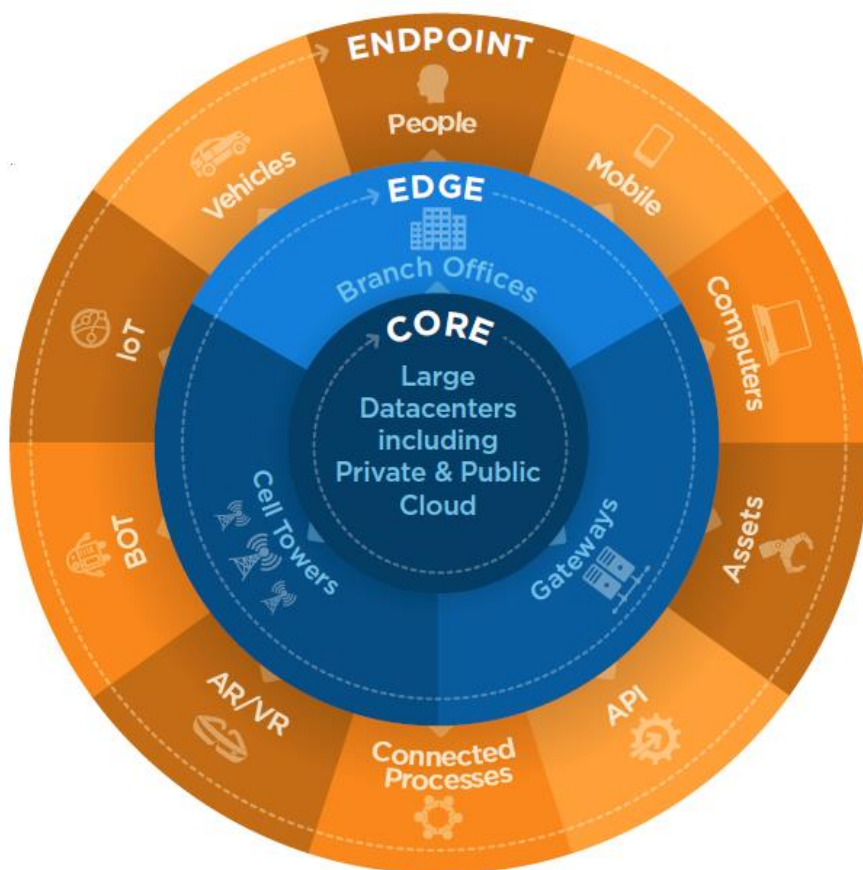 ENDPOINT
People
Mobile
Computers
Assets
API
Connected
Processes
AR/VR
BOT
IoT
Vehicles
EDGE
Branch Offices
Gateways
Cell Towers
CORE
Large
Datacenters
including
Private & Public
Cloud